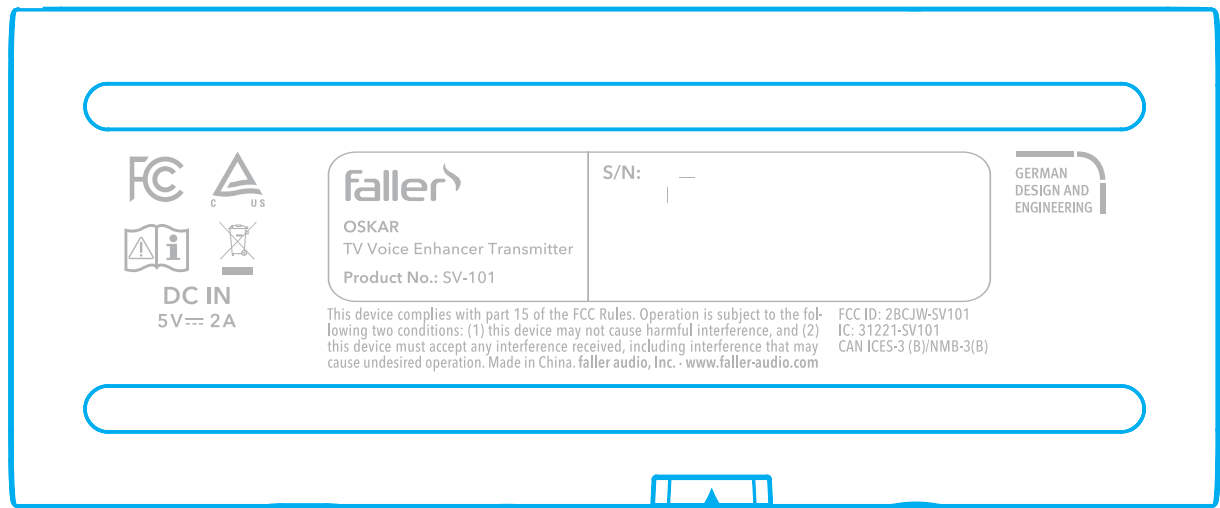 FC
C US
DC IN
5V 2A
faller
OSKAR
TV Voice Enhancer Transmitter
Product No.: SV-101
S/N:
GERMAN
DESIGN AND
ENGINEERING
This device complies with part 15 of the FCC Rules. Operation is subject to the fol-
lowing two conditions: (1) this device may not cause harmful interference, and (2)
this device must accept any interference received, including interference that may
cause undesired operation. Made in China. faller audio, Inc. · www.faller-audio.com
FCC ID: 2BCJW-SV101
IC: 31221-SV101
CAN ICES-3 (B)/NMB-3(B)